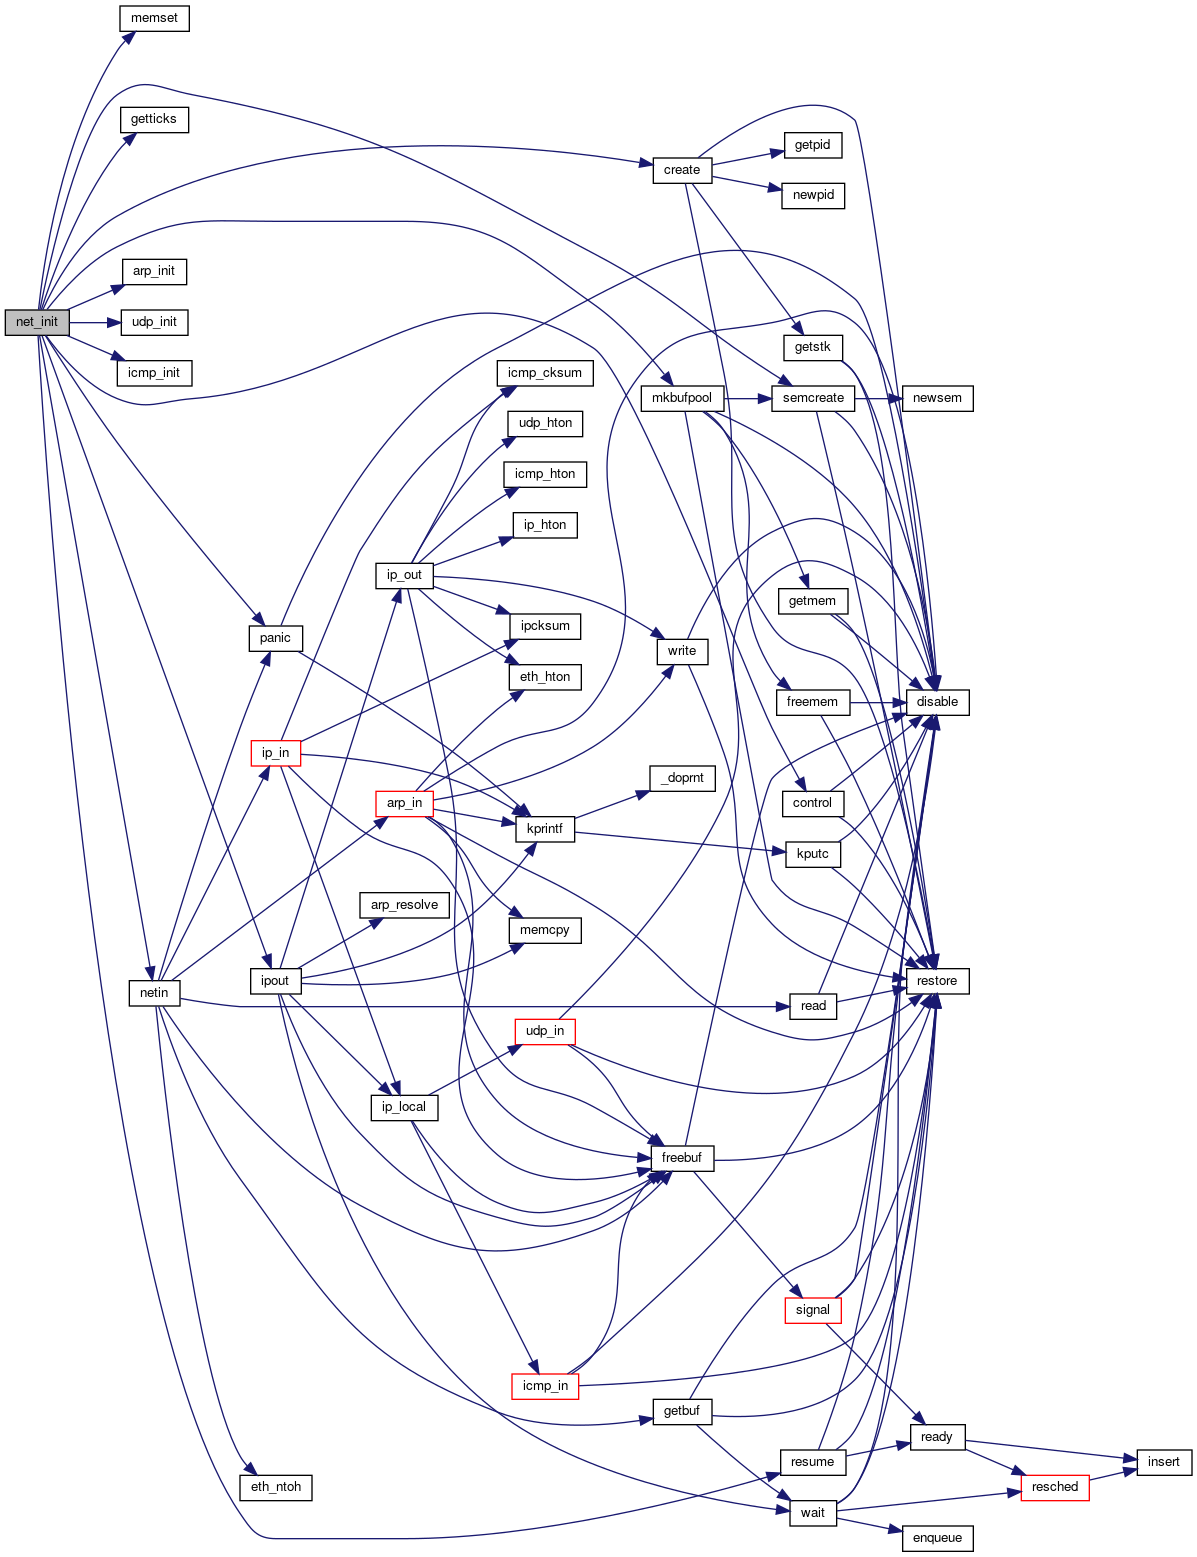 memset
getticks
create
getpid
newpid
arp_init
net_init
udp_init
icmp_init
getstk
icmp_cksum
mkbufpool
semcreate
newsem
udp_hton
icmp_hton
ip_hton
ip_out
getmem
ipcksum
panic
write
eth_hton
freemem
disable
ip_in
_doprnt
arp_in
control
kprintf
kputc
arp_resolve
memcpy
ipout
restore
netin
read
udp_in
ip_local
freebuf
signal
icmp_in
getbuf
ready
resume
insert
eth_ntoh
resched
wait
enqueue